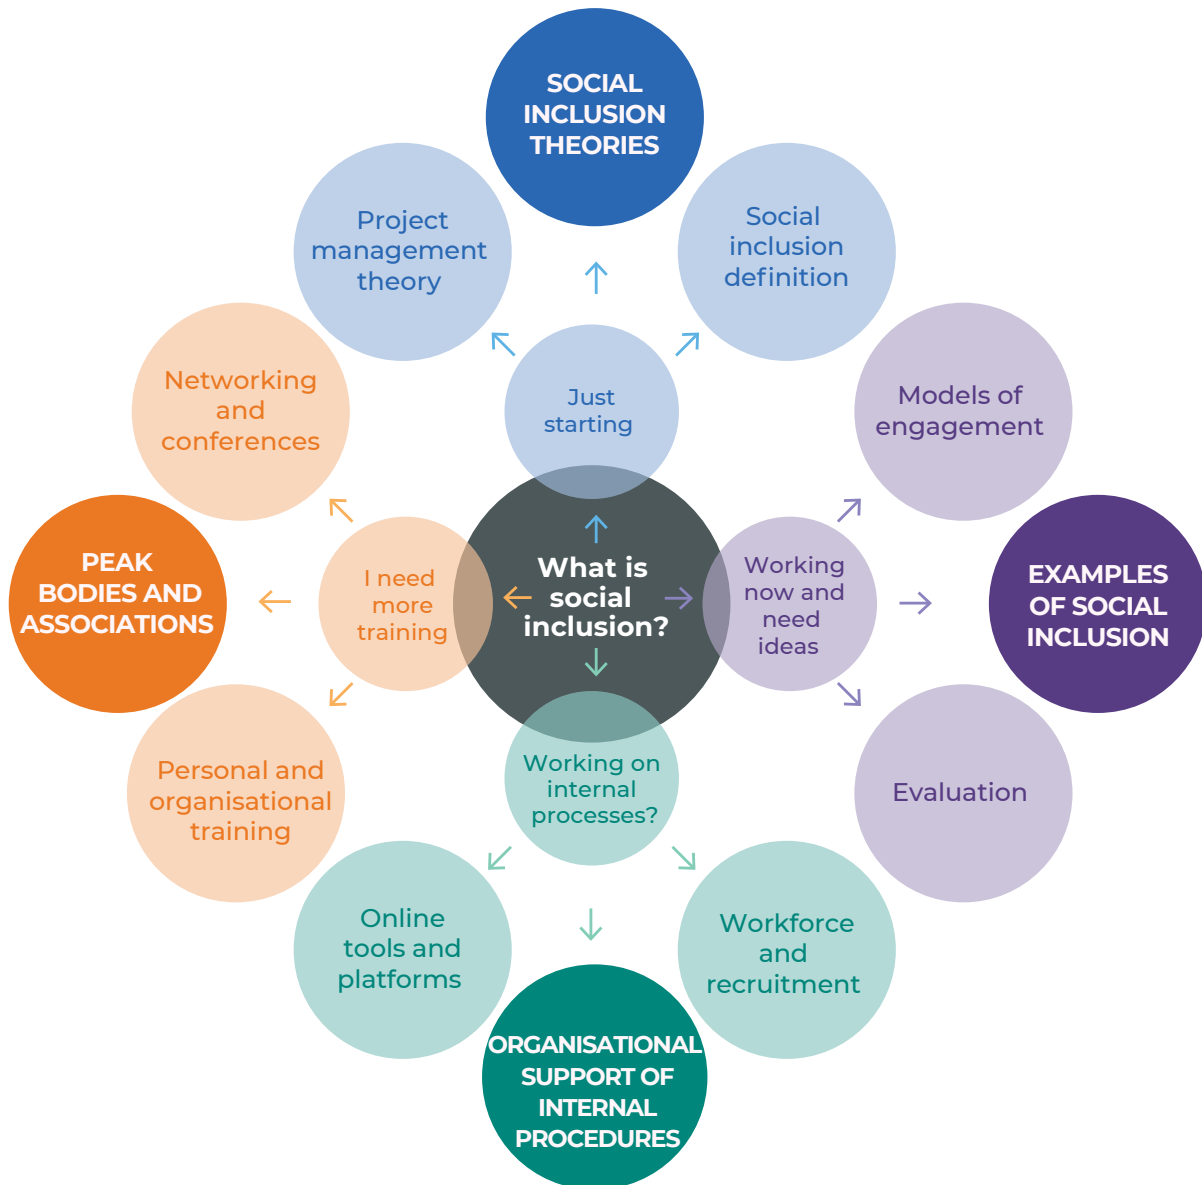 SOCIAL
INCLUSION
THEORIES
Project
management
theory
Social
inclusion
definition
Networking
and
conferences
Just
starting
Models of
engagement
PEAK
BODIES AND
ASSOCIATIONS
I need
more
training
What is
social
inclusion?
Working
now and
need
ideas
EXAMPLES
OF SOCIAL
INCLUSION
Personal and
organisational
training
Working on
internal
processes?
Evaluation
Online
tools and
platforms
Workforce
and
recruitment
ORGANISATIONAL
SUPPORT OF
INTERNAL
PROCEDURES